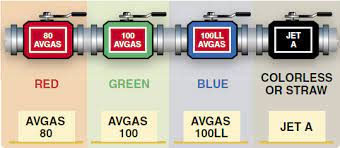 80
AVGAS
100
AVGAS
100LL
AVGAS
JET
A
RED
GREEN
BLUE
COLORLESS
OR STRAW
AVGAS
80
AVGAS
100
AVGAS
100LL
JET A